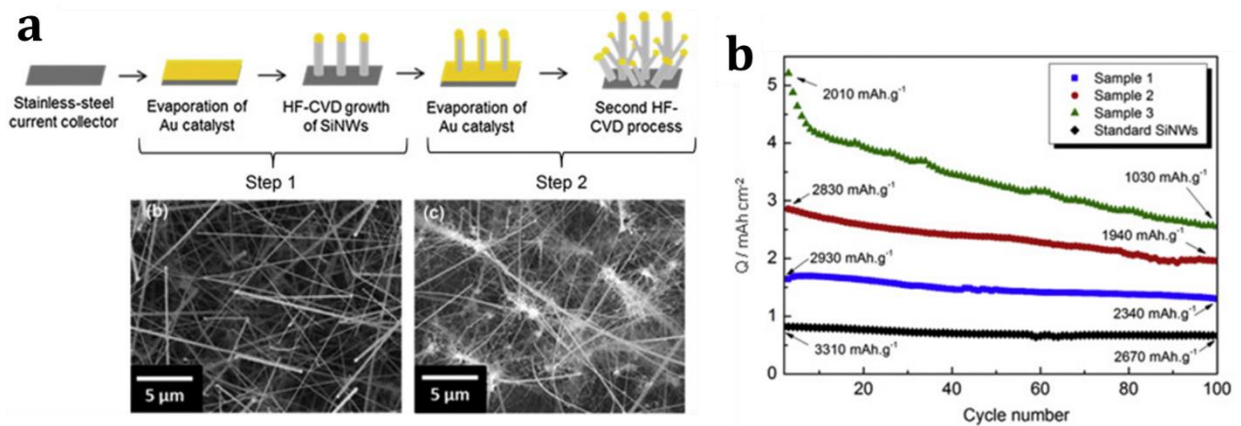 a
Stainless-steel
current collector
Evaporation of
Au catalyst
HF-CVD growth
of SiNWs
Evaporation of
Au catalyst
Second HF-
CVD process
Step 1
Step 2
(b)
5 µm
(c)
5 µm
b
Sample 1
Sample 2
Sample 3
Standard SiNWs
2010 mAh.g⁻¹
1030 mAh.g⁻¹
2830 mAh.g⁻¹
1940 mAh.g⁻¹
2930 mAh.g⁻¹
2340 mAh.g⁻¹
3310 mAh.g⁻¹
2670 mAh.g⁻¹
Q / mAh cm⁻²
5
4
3
2
1
0
20
40
60
80
100
Cycle number